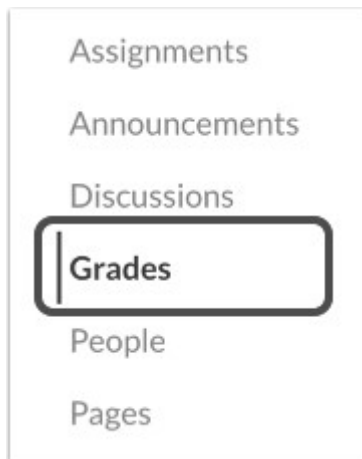 Assignments
Announcements
Discussions
Grades
People
Pages